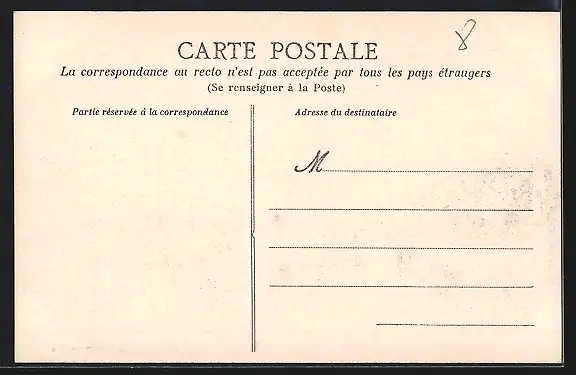 8
CARTE POSTALE
La correspondance au recto n'est pas acceptée par tous les pays étrangers
(Se renseigner à la Poste)
Partie réservée à la correspondance
Adresse du destinataire
M